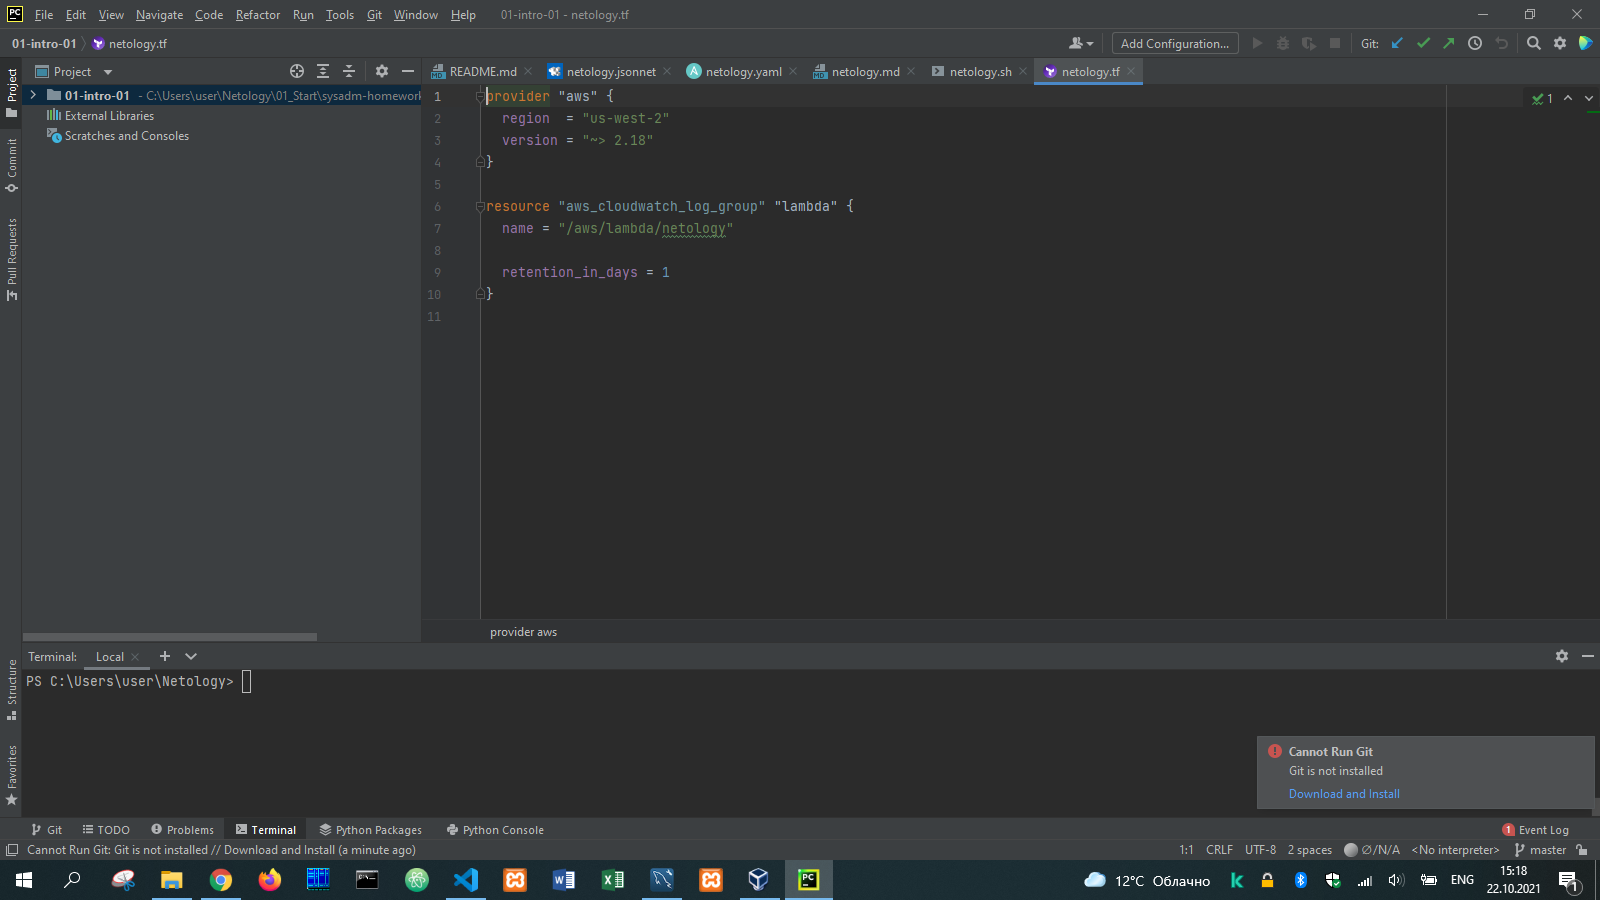 PC File Edit View Navigate Code Refactor Run Tools Git Window Help 01-intro-01 - netology.tf
01-intro-01 netology.tf Add Configuration... Git:
Project
README.md netology.jsonnet netology.yaml netology.md netology.sh netology.tf
01-intro-01 - C:\Users\user\Netology\01_Start\sysadm-homework
External Libraries
Scratches and Consoles
Project
Commit
Pull Requests
Structure
Favorites
1 provider "aws" {
2 region = "us-west-2"
3 version = "~> 2.18"
4 }
5
6 resource "aws_cloudwatch_log_group" "lambda" {
7 name = "/aws/lambda/netology"
8
9 retention_in_days = 1
10 }
11
1
provider aws
Terminal: Local
PS C:\Users\user\Netology>
Cannot Run Git
Git is not installed
Download and Install
Git TODO Problems Terminal Python Packages Python Console 1 Event Log
Cannot Run Git: Git is not installed // Download and Install (a minute ago) 1:1 CRLF UTF-8 2 spaces ∅/N/A <No interpreter> master
12°C Облачно ENG 15:18
22.10.2021
1